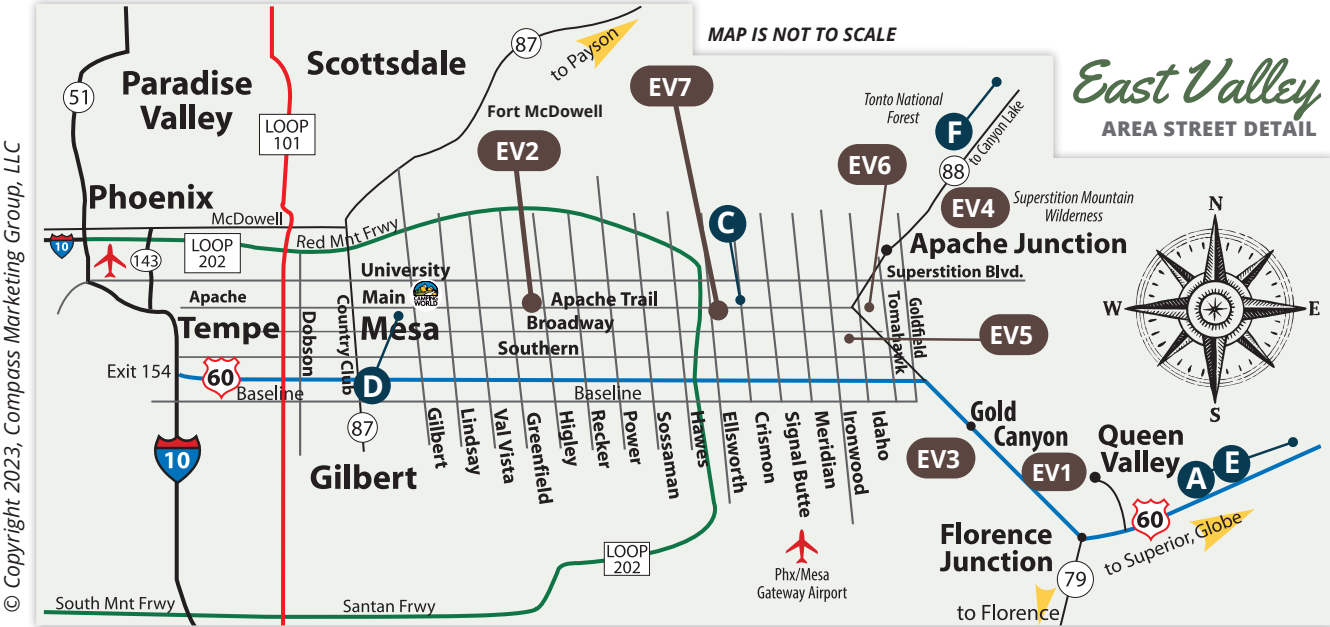 MAP IS NOT TO SCALE
East Valley
AREA STREET DETAIL
© Copyright 2023, Compass Marketing Group, LLC
51
Paradise
Valley
Scottsdale
87
to Payson
LOOP
101
Fort McDowell
EV2
EV7
Tonto National
Forest
F
to Canyon Lake
88
EV6
EV4
Superstition Mountain
Wilderness
Phoenix
McDowell
Red Mnt Frwy
10
LOOP
202
143
C
Apache Junction
Superstition Blvd.
University
Main
CAMPING
WORLD
Apache
Tempe
Mesa
Apache Trail
Broadway
Southern
Dobson
Country Club
Tomahawk
Goldfield
EV5
Exit 154
60
Baseline
D
Baseline
87
Gilbert
Gilbert
Lindsay
Val Vista
Greenfield
Higley
Recker
Power
Sossaman
Hawes
Ellsworth
Crismon
Signal Butte
Meridian
Ironwood
Idaho
10
Gold
Canyon
EV3
EV1
Queen
Valley
A
E
60
Florence
Junction
to Superior, Globe
79
to Florence
LOOP
202
Phx/Mesa
Gateway Airport
South Mnt Frwy
Santan Frwy
N
W
E
S